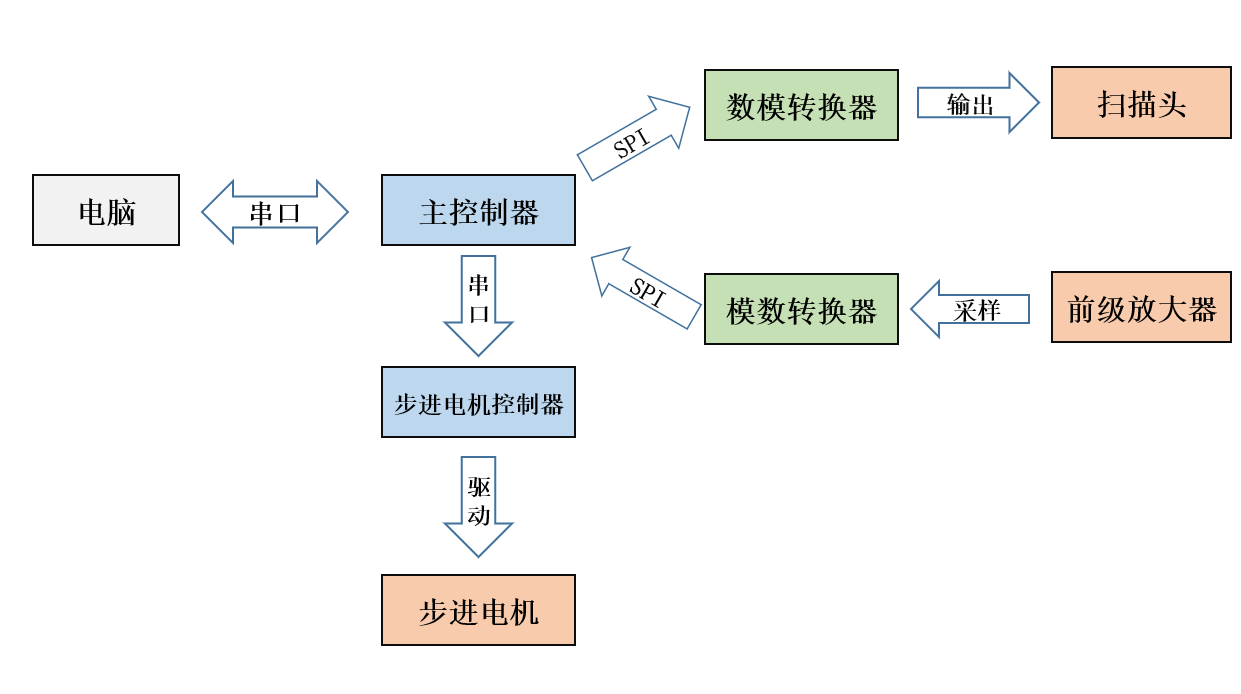 数模转换器
输出
扫描头
SPI
电脑
串口
主控制器
串
口
SPI
模数转换器
采样
前级放大器
步进电机控制器
驱
动
步进电机